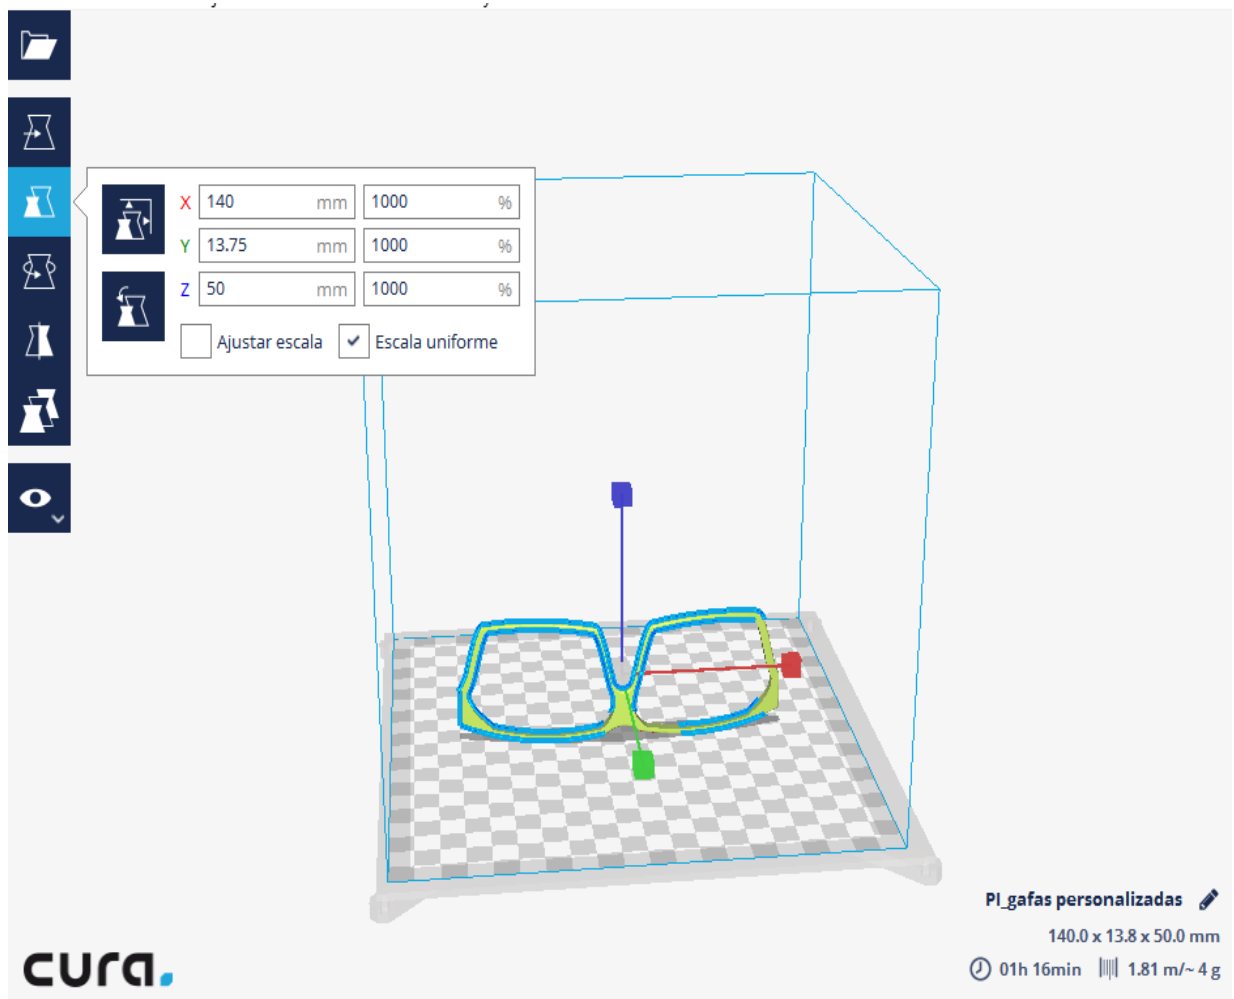 X 140 mm 1000 %
Y 13.75 mm 1000 %
Z 50 mm 1000 %
Ajustar escala Escala uniforme
PI_gafas personalizadas
140.0 x 13.8 x 50.0 mm
01h 16min 1.81 m/~ 4 g
cura.